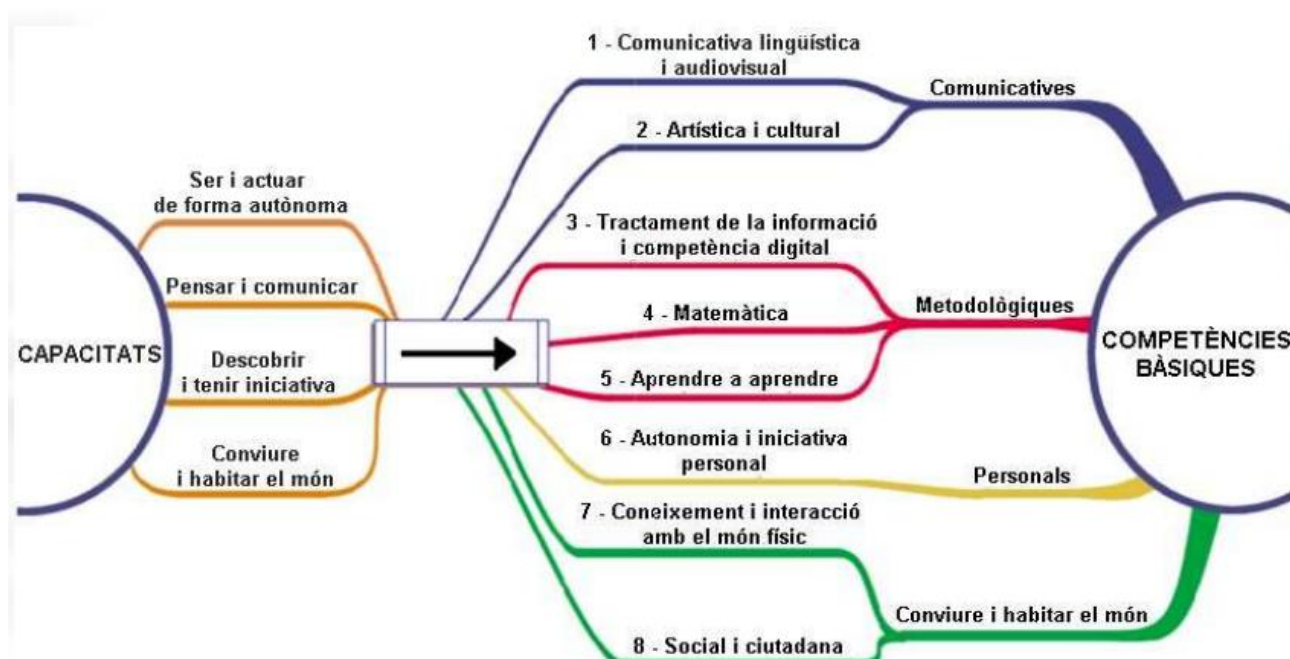 CAPACITATS
Ser i actuar
de forma autònoma
Pensar i comunicar
Descobrir
i tenir iniciativa
Conviure
i habitar el món
1 - Comunicativa lingüística
i audiovisual
2 - Artística i cultural
3 - Tractament de la informació
i competència digital
4 - Matemàtica
5 - Aprendre a aprendre
6 - Autonomia i iniciativa
personal
7 - Coneixement i interacció
amb el món físic
8 - Social i ciutadana
Comunicatives
Metodològiques
Personals
Conviure i habitar el món
COMPETÈNCIES
BÀSIQUES